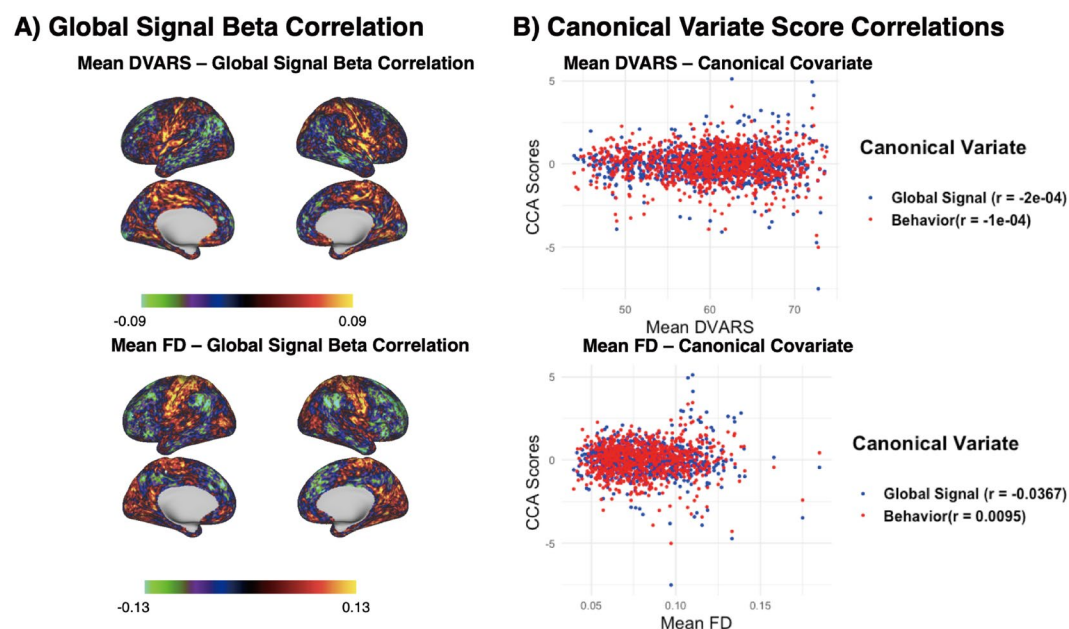 A) Global Signal Beta Correlation
Mean DVARS – Global Signal Beta Correlation
-0.09
0.09
Mean FD – Global Signal Beta Correlation
-0.13
0.13
B) Canonical Variate Score Correlations
Mean DVARS – Canonical Covariate
5
0
-5
CCA Scores
50
60
70
Mean DVARS
Canonical Variate
Global Signal (r = -2e-04)
Behavior(r = -1e-04)
Mean FD – Canonical Covariate
5
0
-5
CCA Scores
0.05
0.10
0.15
Mean FD
Canonical Variate
Global Signal (r = -0.0367)
Behavior(r = 0.0095)